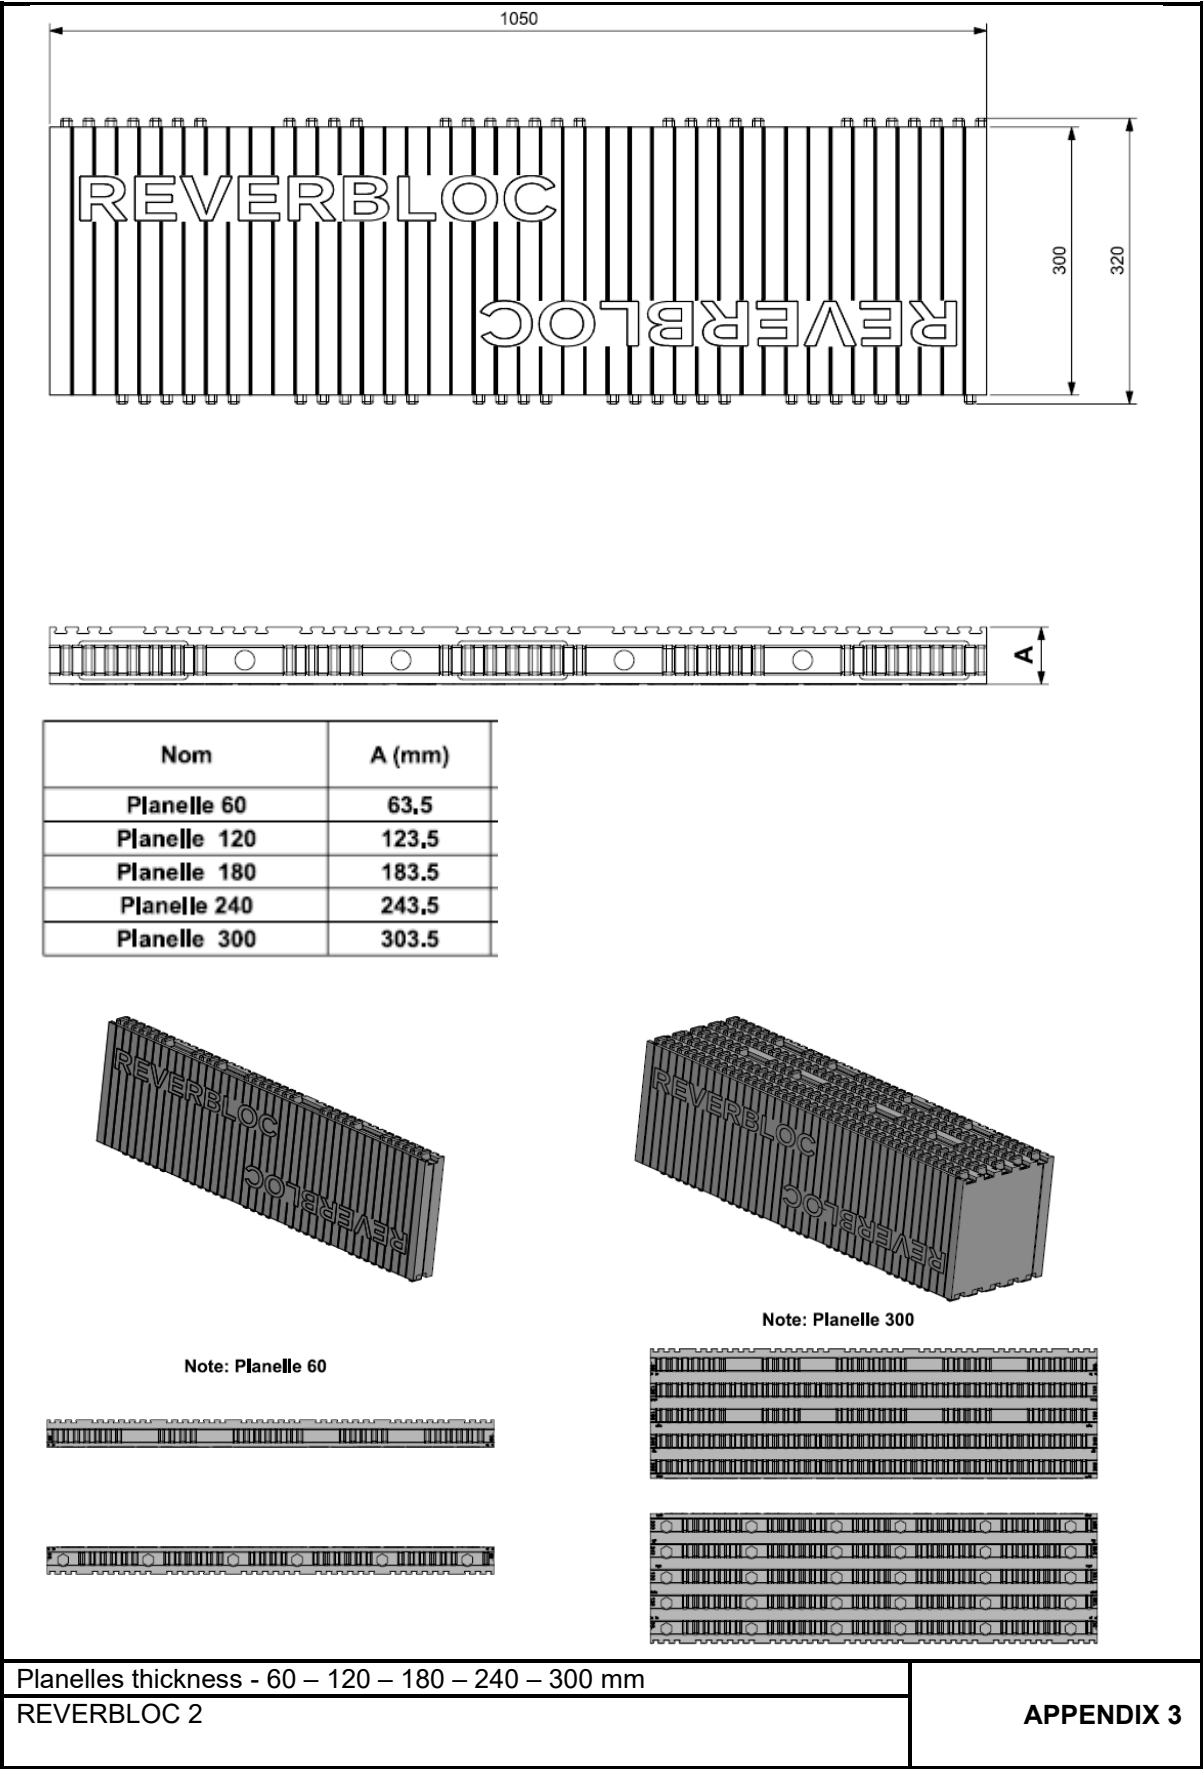 1050
REVERBLOC
REVERBLOC
300
320
A
Nom A (mm)
Planelle 60 63.5
Planelle 120 123.5
Planelle 180 183.5
Planelle 240 243.5
Planelle 300 303.5
REVERBLOC
REVERBLOC
REVERBLOC
REVERBLOC
Note: Planelle 300
Note: Planelle 60
Planelles thickness - 60 – 120 – 180 – 240 – 300 mm
REVERBLOC 2
APPENDIX 3